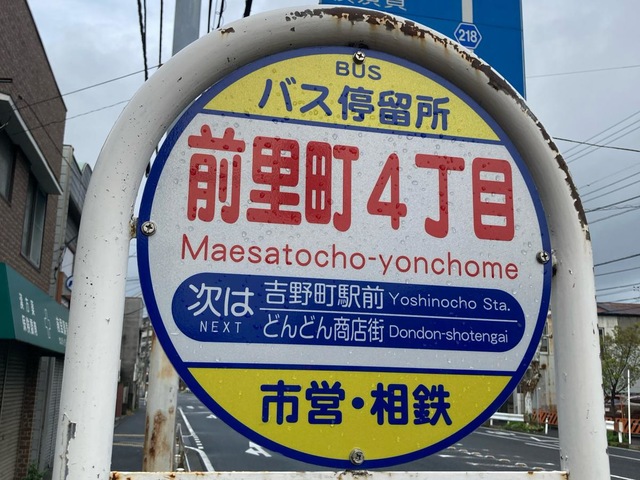 218
BUS
バス停留所
前里町4丁目
Maesatocho-yonchome
次は
NEXT
吉野町駅前 Yoshinocho Sta.
どんどん商店街 Dondon-shotengai
市営・相鉄